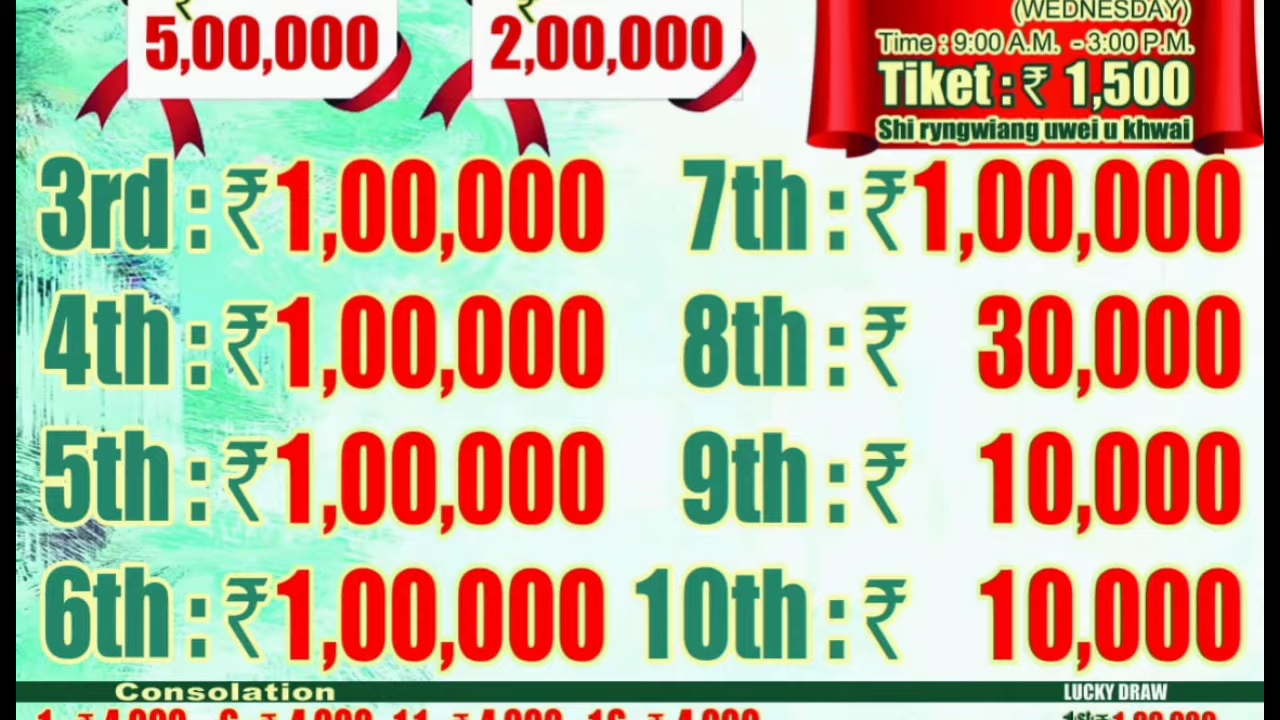 ₹ 5,00,000
₹ 2,00,000
(WEDNESDAY)
Time : 9:00 A.M. - 3:00 P.M.
Tiket : ₹ 1,500
Shi ryngwiang uwei u khwai
3rd : ₹1,00,000
7th : ₹1,00,000
4th : ₹1,00,000
8th : ₹ 30,000
5th : ₹1,00,000
9th : ₹ 10,000
6th : ₹1,00,000
10th : ₹ 10,000
Consolation
LUCKY DRAW